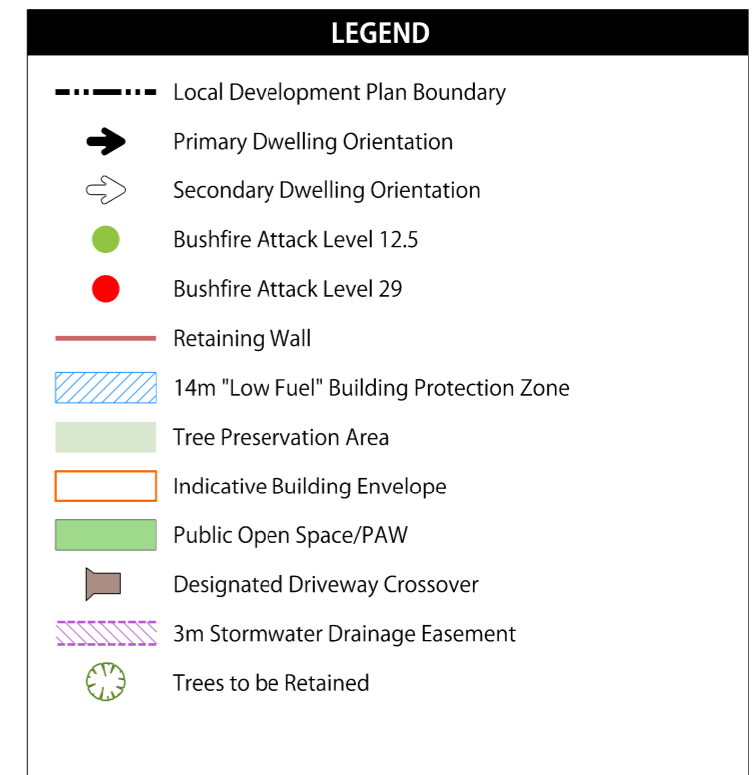 LEGEND
Local Development Plan Boundary
Primary Dwelling Orientation
Secondary Dwelling Orientation
Bushfire Attack Level 12.5
Bushfire Attack Level 29
Retaining Wall
14m "Low Fuel" Building Protection Zone
Tree Preservation Area
Indicative Building Envelope
Public Open Space/PAW
Designated Driveway Crossover
3m Stormwater Drainage Easement
Trees to be Retained